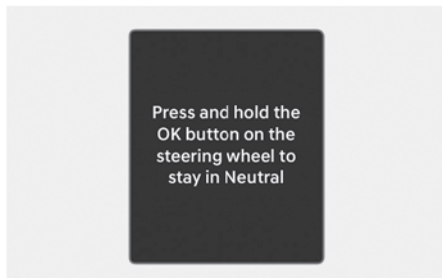 Press and hold the
OK button on the
steering wheel to
stay in Neutral